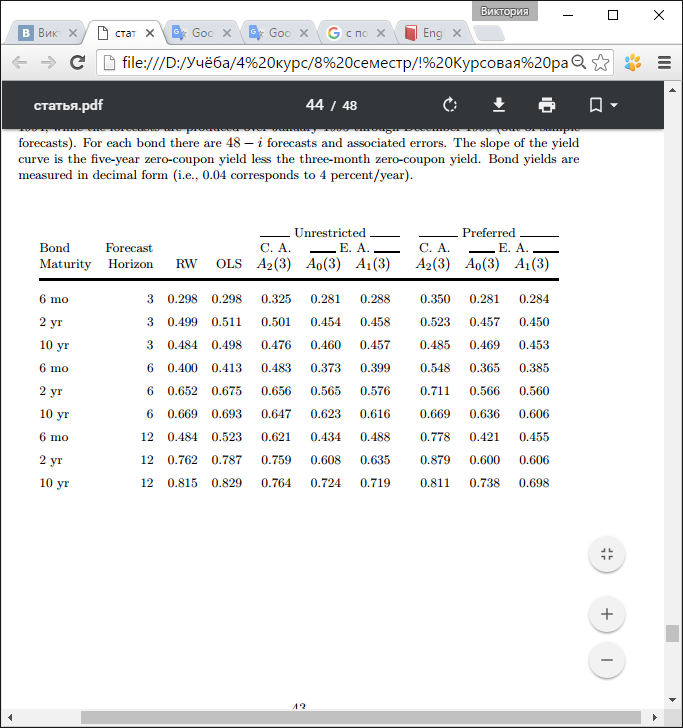 Виктория
Вик
стат
Goo
Goo
с по
Eng
file:///D:/Учёба/4%20курс/8%20семестр/!%20Курсовая%20ра
статья.pdf 44 / 48
forecasts). For each bond there are 48 − i forecasts and associated errors. The slope of the yield
curve is the five-year zero-coupon yield less the three-month zero-coupon yield. Bond yields are
measured in decimal form (i.e., 0.04 corresponds to 4 percent/year).
Unrestricted Preferred
Bond Forecast C. A. E. A. C. A. E. A.
Maturity Horizon RW OLS A₂(3) A₀(3) A₁(3) A₂(3) A₀(3) A₁(3)
6 mo 3 0.298 0.298 0.325 0.281 0.288 0.350 0.281 0.284
2 yr 3 0.499 0.511 0.501 0.454 0.458 0.523 0.457 0.450
10 yr 3 0.484 0.498 0.476 0.460 0.457 0.485 0.469 0.453
6 mo 6 0.400 0.413 0.483 0.373 0.399 0.548 0.365 0.385
2 yr 6 0.652 0.675 0.656 0.565 0.576 0.711 0.566 0.560
10 yr 6 0.669 0.693 0.647 0.623 0.616 0.669 0.636 0.606
6 mo 12 0.484 0.523 0.621 0.434 0.488 0.778 0.421 0.455
2 yr 12 0.762 0.787 0.759 0.608 0.635 0.879 0.600 0.606
10 yr 12 0.815 0.829 0.764 0.724 0.719 0.811 0.738 0.698